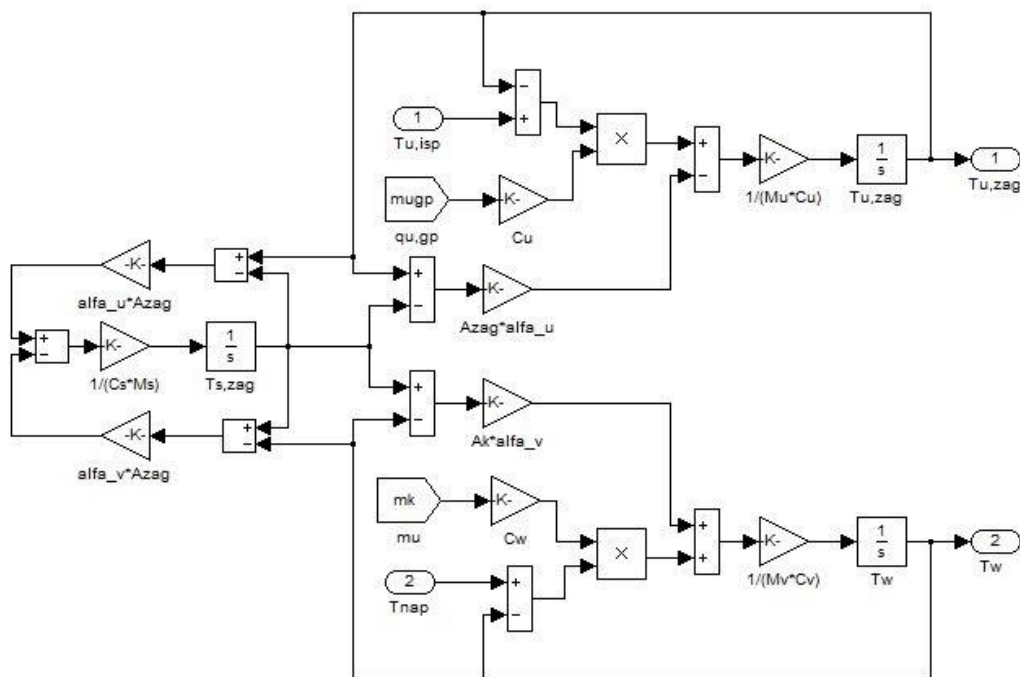 1
Tu,isp
−
+
×
+
−
K-
1/(Mu*Cu)
1
s
Tu,zag
1
Tu,zag
mugp
qu,gp
K-
Cu
-K-
alfa_u*Azag
+
−
+
−
K-
Azag*alfa_u
+
−
K-
1/(Cs*Ms)
1
s
Ts,zag
-K-
alfa_v*Azag
+
−
+
−
K-
Ak*alfa_v
mk
mu
K-
Cw
×
+
+
K-
1/(Mv*Cv)
1
s
Tw
2
Tw
2
Tnap
+
−